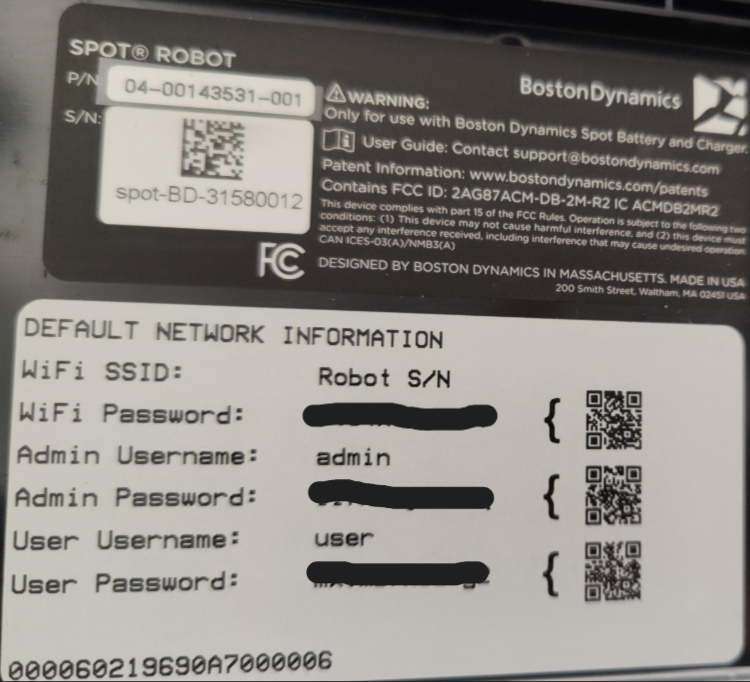 SPOT® ROBOT
P/N: 04-00143531-001
S/N:
spot-BD-31580012
BostonDynamics
WARNING:
Only for use with Boston Dynamics Spot Battery and Charger.
User Guide: Contact support@bostondynamics.com
Patent Information: www.bostondynamics.com/patents
Contains FCC ID: 2AG87ACM-DB-2M-R2 IC ACMDB2MR2
This device complies with part 15 of the FCC Rules. Operation is subject to the following two
conditions: (1) This device may not cause harmful interference, and (2) this device must
accept any interference received, including interference that may cause undesired operation.
CAN ICES-03(A)/NMB3(A)
FC
DESIGNED BY BOSTON DYNAMICS IN MASSACHUSETTS. MADE IN USA
200 Smith Street, Waltham, MA 02451 USA
DEFAULT NETWORK INFORMATION
WiFi SSID: Robot S/N
WiFi Password: {
Admin Username: admin
Admin Password: {
User Username: user
User Password: {
000060219690A7000006